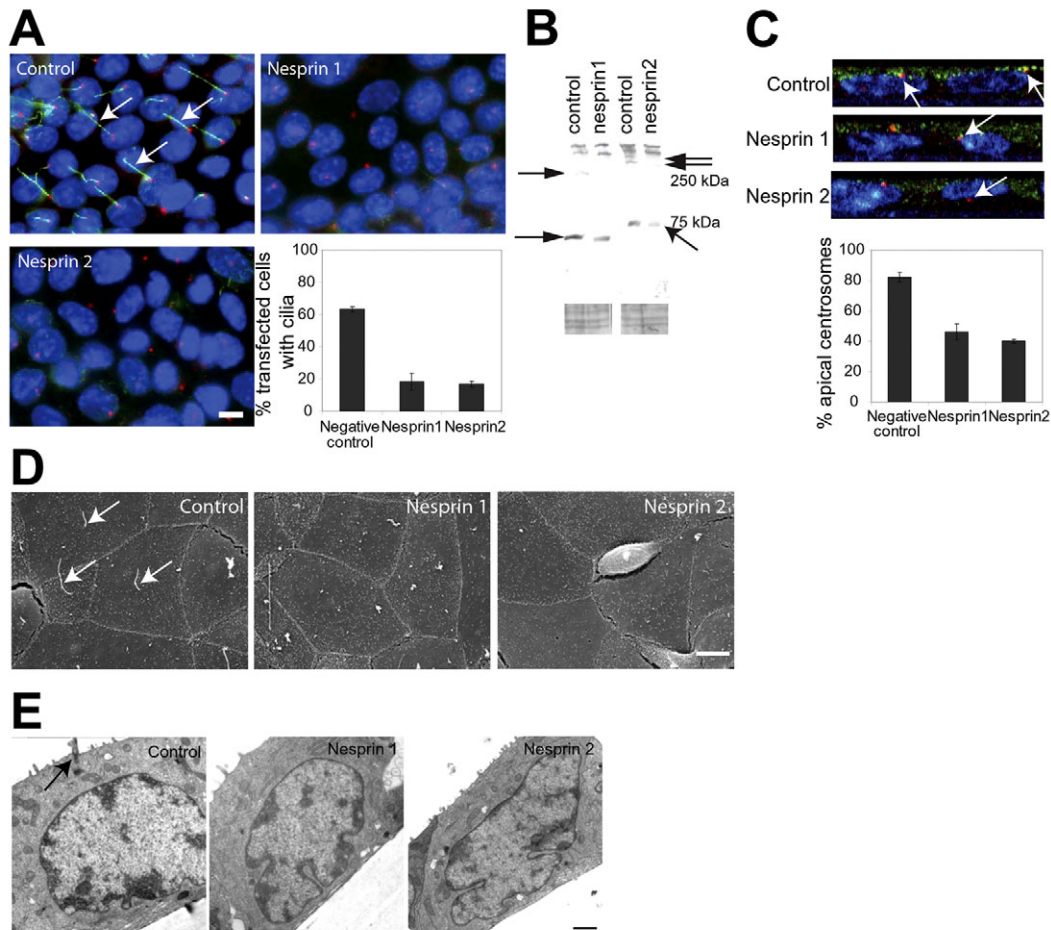 A
Control
Nesprin 1
Nesprin 2
% transfected cells
with cilia
100
80
60
40
20
0
Negative
control
Nesprin1
Nesprin2
B
control
nesprin1
control
nesprin2
250 kDa
75 kDa
C
Control
Nesprin 1
Nesprin 2
% apical centrosomes
100
80
60
40
20
0
Negative
control
Nesprin1
Nesprin2
D
Control
Nesprin 1
Nesprin 2
E
Control
Nesprin 1
Nesprin 2